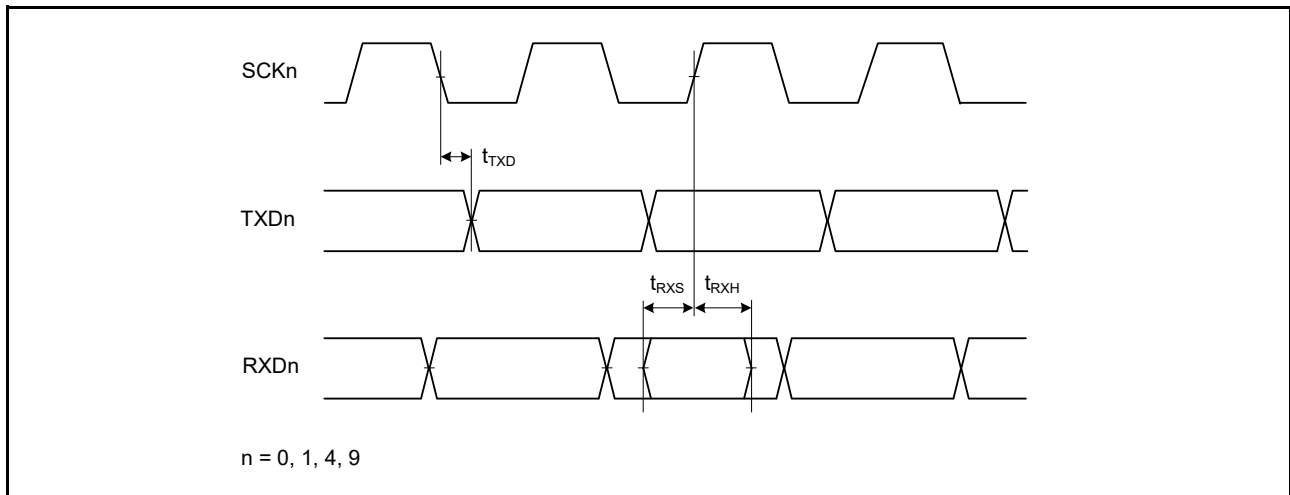 SCKn
tTXD
TXDn
tRXS tRXH
RXDn
n = 0, 1, 4, 9